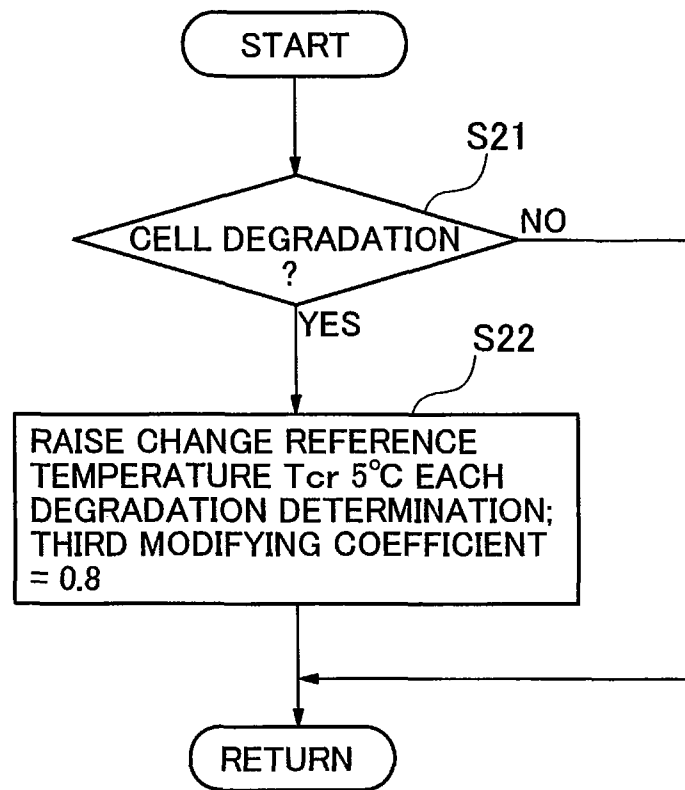 START
S21
CELL DEGRADATION
?
NO
YES
S22
RAISE CHANGE REFERENCE
TEMPERATURE Tcr 5°C EACH
DEGRADATION DETERMINATION;
THIRD MODIFYING COEFFICIENT
= 0.8
RETURN